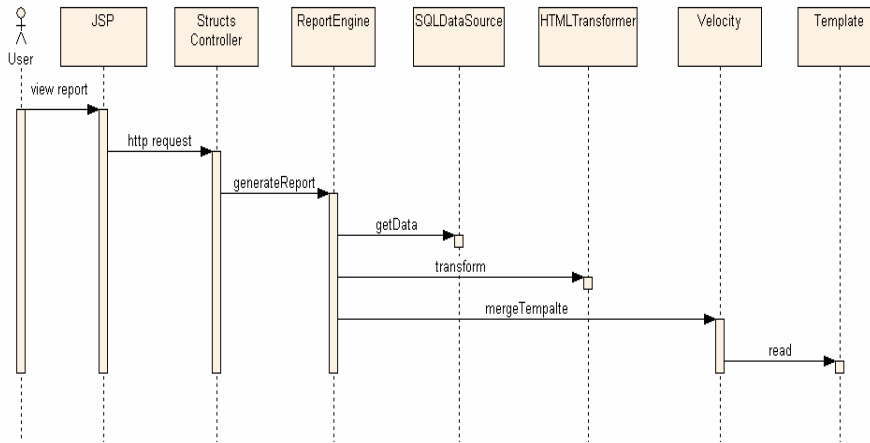 JSP
Structs
Controller
ReportEngine
SQLDataSource
HTMLTransformer
Velocity
Template
User
view report
http request
generateReport
getData
transform
mergeTempalte
read